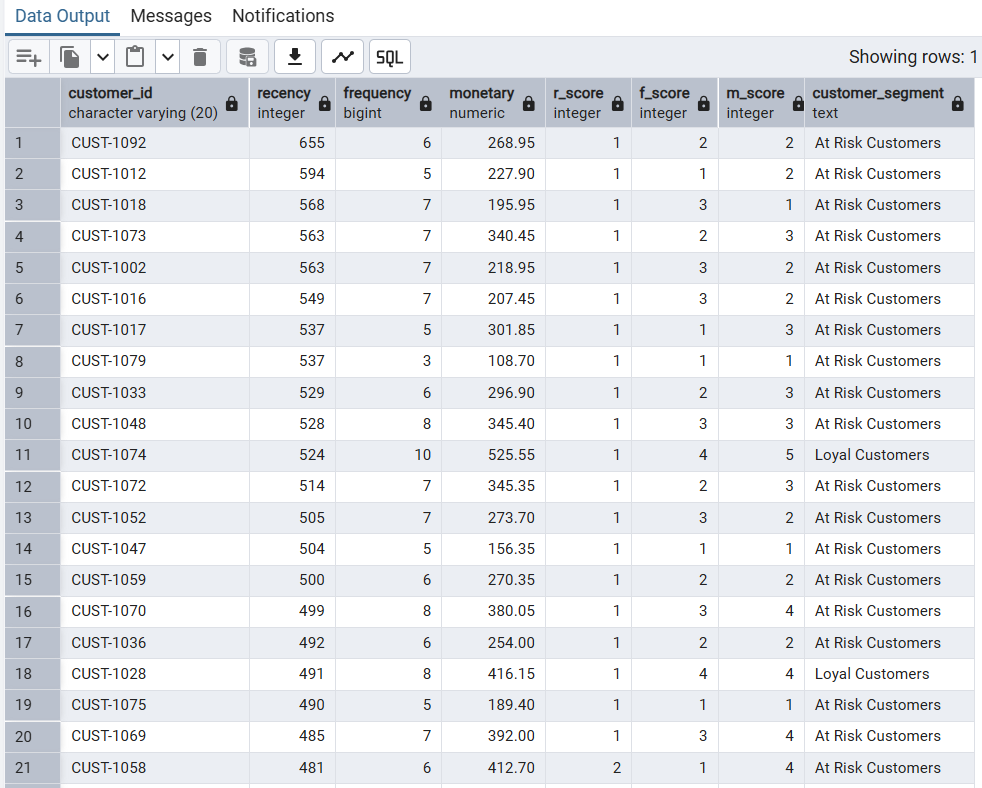 Data Output Messages Notifications
SQL Showing rows: 1
customer_id recency frequency monetary r_score f_score m_score customer_segment
character varying (20) integer bigint numeric integer integer integer text
1 CUST-1092 655 6 268.95 1 2 2 At Risk Customers
2 CUST-1012 594 5 227.90 1 1 2 At Risk Customers
3 CUST-1018 568 7 195.95 1 3 1 At Risk Customers
4 CUST-1073 563 7 340.45 1 2 3 At Risk Customers
5 CUST-1002 563 7 218.95 1 3 2 At Risk Customers
6 CUST-1016 549 7 207.45 1 3 2 At Risk Customers
7 CUST-1017 537 5 301.85 1 1 3 At Risk Customers
8 CUST-1079 537 3 108.70 1 1 1 At Risk Customers
9 CUST-1033 529 6 296.90 1 2 3 At Risk Customers
10 CUST-1048 528 8 345.40 1 3 3 At Risk Customers
11 CUST-1074 524 10 525.55 1 4 5 Loyal Customers
12 CUST-1072 514 7 345.35 1 2 3 At Risk Customers
13 CUST-1052 505 7 273.70 1 3 2 At Risk Customers
14 CUST-1047 504 5 156.35 1 1 1 At Risk Customers
15 CUST-1059 500 6 270.35 1 2 2 At Risk Customers
16 CUST-1070 499 8 380.05 1 3 4 At Risk Customers
17 CUST-1036 492 6 254.00 1 2 2 At Risk Customers
18 CUST-1028 491 8 416.15 1 4 4 Loyal Customers
19 CUST-1075 490 5 189.40 1 1 1 At Risk Customers
20 CUST-1069 485 7 392.00 1 3 4 At Risk Customers
21 CUST-1058 481 6 412.70 2 1 4 At Risk Customers